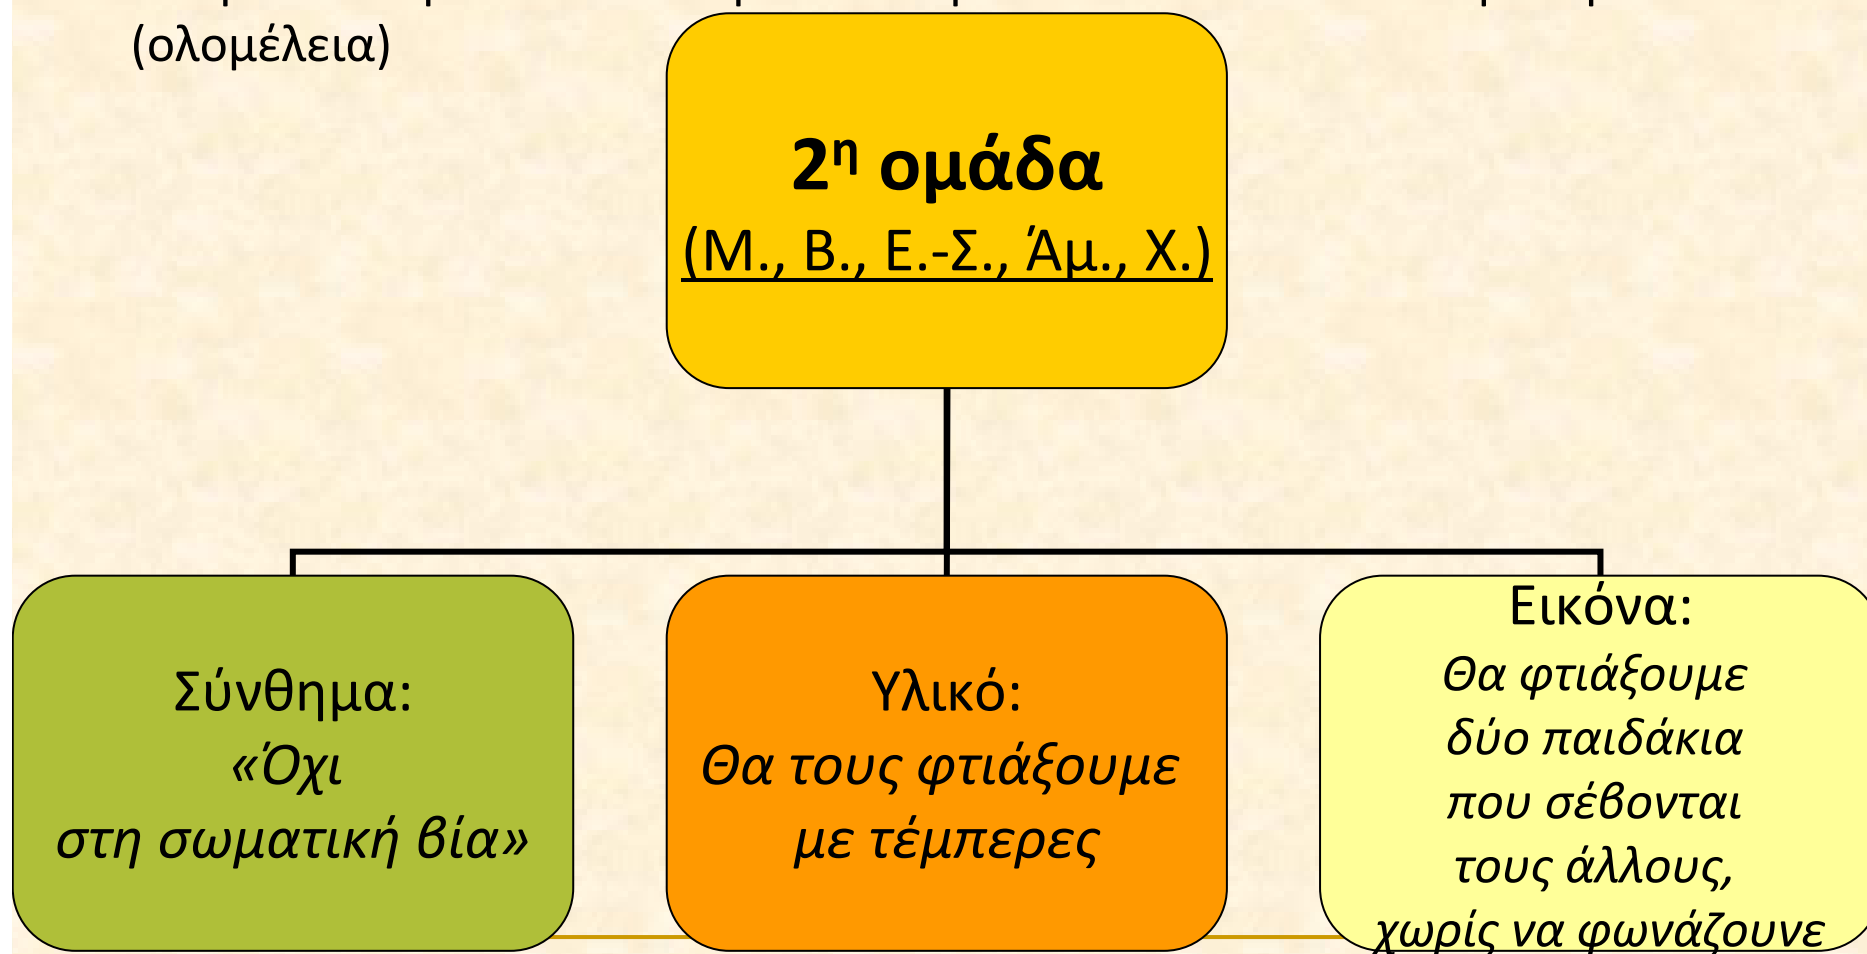 (ολομέλεια)
2η ομάδα
(Μ., Β., Ε.-Σ., Άμ., Χ.)
Σύνθημα:
«Όχι
στη σωματική βία»
Υλικό:
Θα τους φτιάξουμε
με τέμπερες
Εικόνα:
Θα φτιάξουμε
δύο παιδάκια
που σέβονται
τους άλλους,
χωρίς να φωνάζουνε